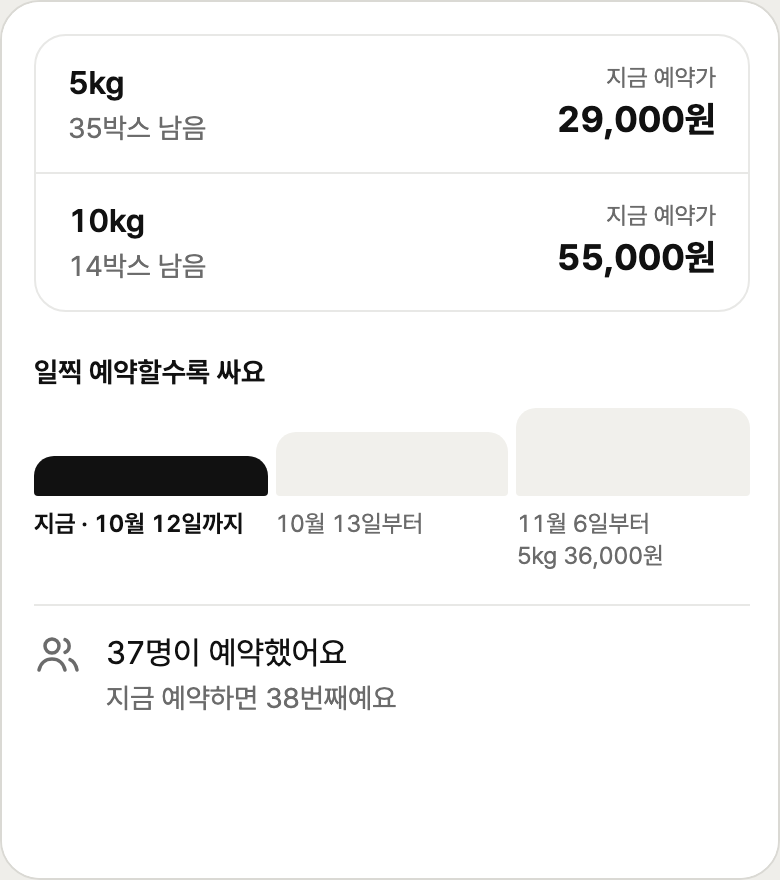 5kg
지금 예약가
35박스 남음
29,000원
10kg
지금 예약가
14박스 남음
55,000원
일찍 예약할수록 싸요
지금 · 10월 12일까지
10월 13일부터
11월 6일부터
5kg 36,000원
37명이 예약했어요
지금 예약하면 38번째예요